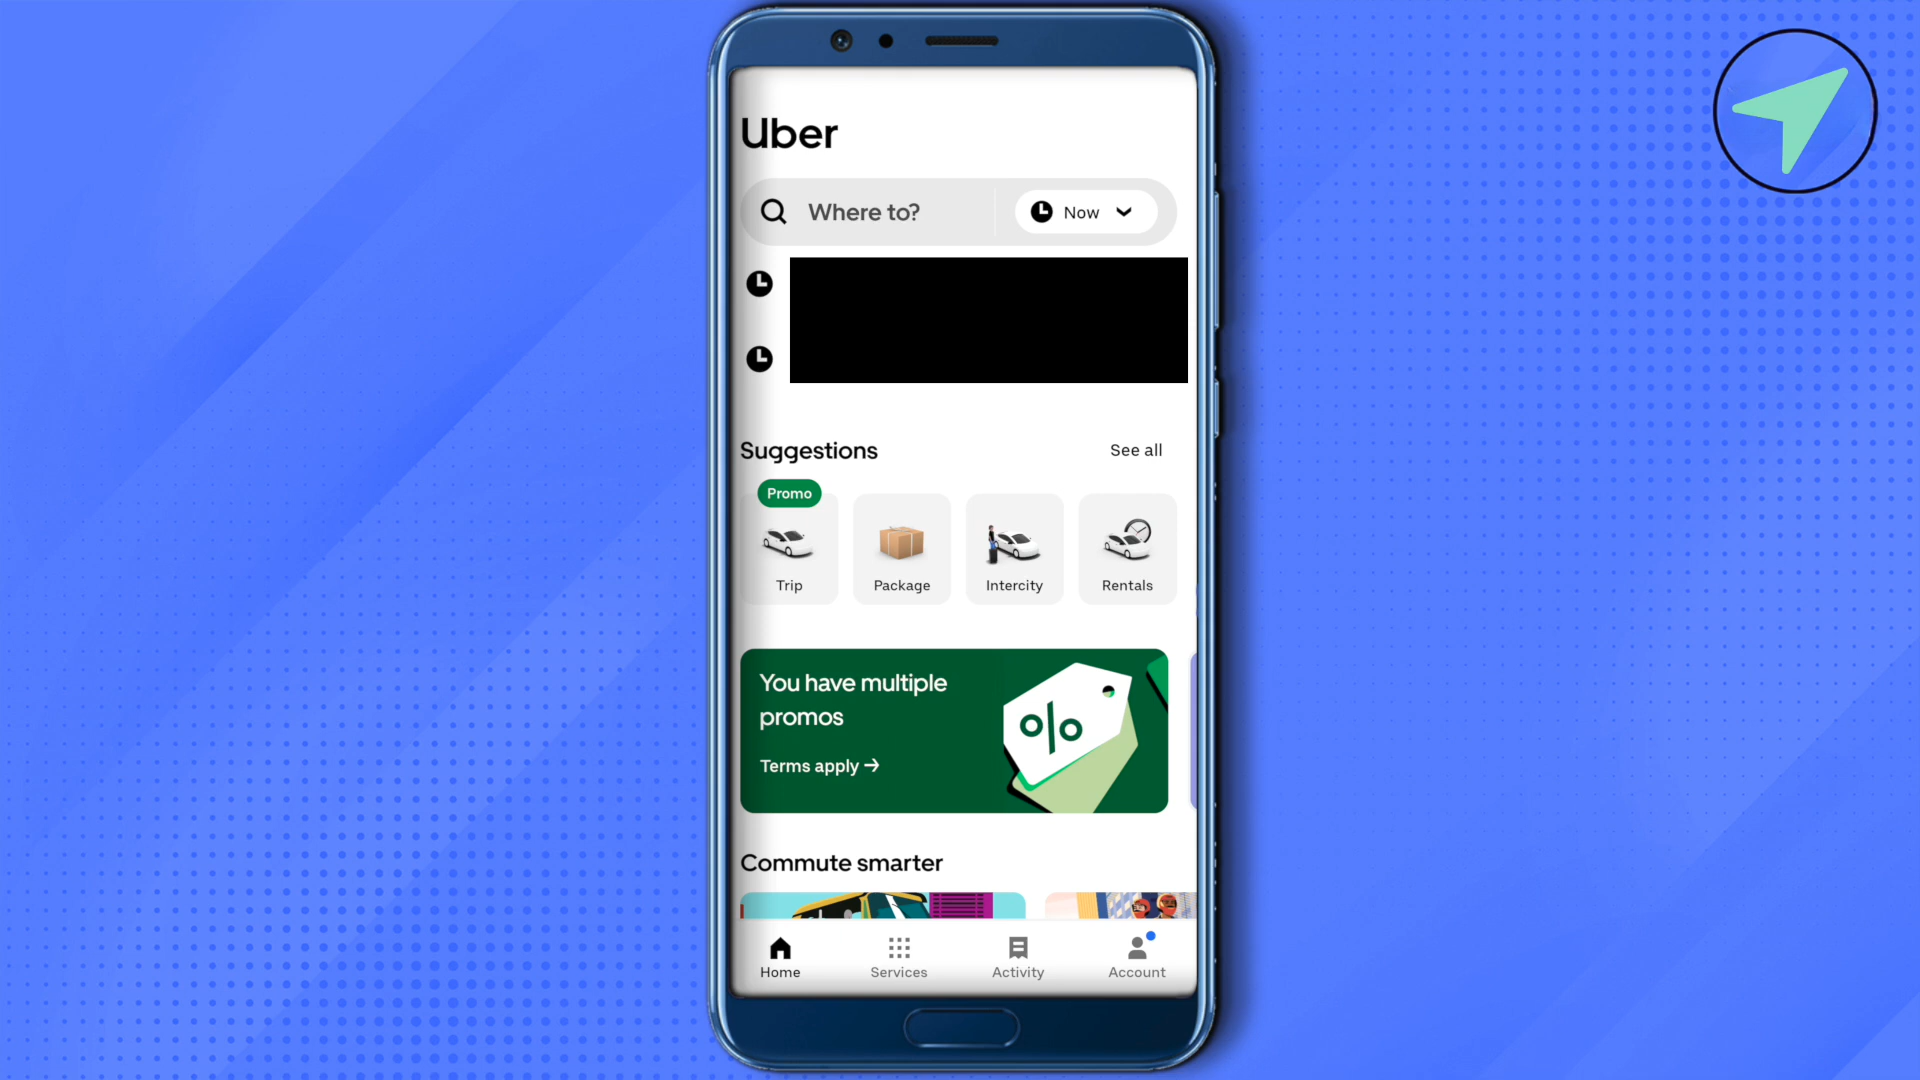 Uber
Where to?
Now
Suggestions
See all
Promo
Trip
Package
Intercity
Rentals
You have multiple
promos
%
Terms apply →
Commute smarter
Home
Services
Activity
Account